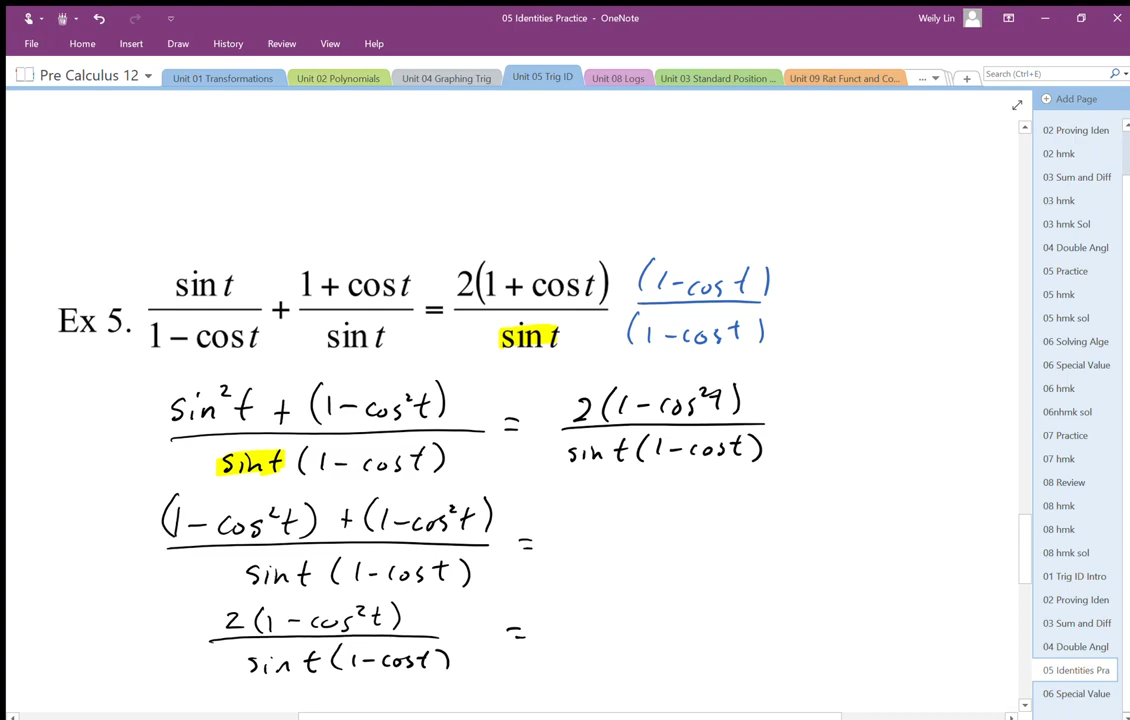 05 Identities Practice - OneNote
Weily Lin
File Home Insert Draw History Review View Help
Pre Calculus 12
Unit 01 Transformations Unit 02 Polynomials Unit 04 Graphing Trig Unit 05 Trig ID Unit 08 Logs Unit 03 Standard Position ... Unit 09 Rat Funct and Co... ...
Search (Ctrl+E)
Add Page
02 Proving Iden
02 hmk
03 Sum and Diff
03 hmk
03 hmk Sol
04 Double Angl
05 Practice
05 hmk
05 hmk sol
06 Solving Alge
06 Special Value
06 hmk
06nhmk sol
07 Practice
07 hmk
08 Review
08 hmk
08 hmk
08 hmk sol
01 Trig ID Intro
02 Proving Iden
03 Sum and Diff
04 Double Angl
05 Identities Pra
06 Special Value
Ex 5. sin t / 1 − cos t + 1 + cos t / sin t = 2(1 + cos t) / sin t (1 - cos t) / (1 - cos t)
sin²t + (1 - cos²t) / sin t (1 - cos t) = 2(1 - cos²t) / sin t (1 - cos t)
(1 - cos²t) + (1 - cos²t) / sin t (1 - cos t) =
2(1 - cos²t) / sin t (1 - cos t) =